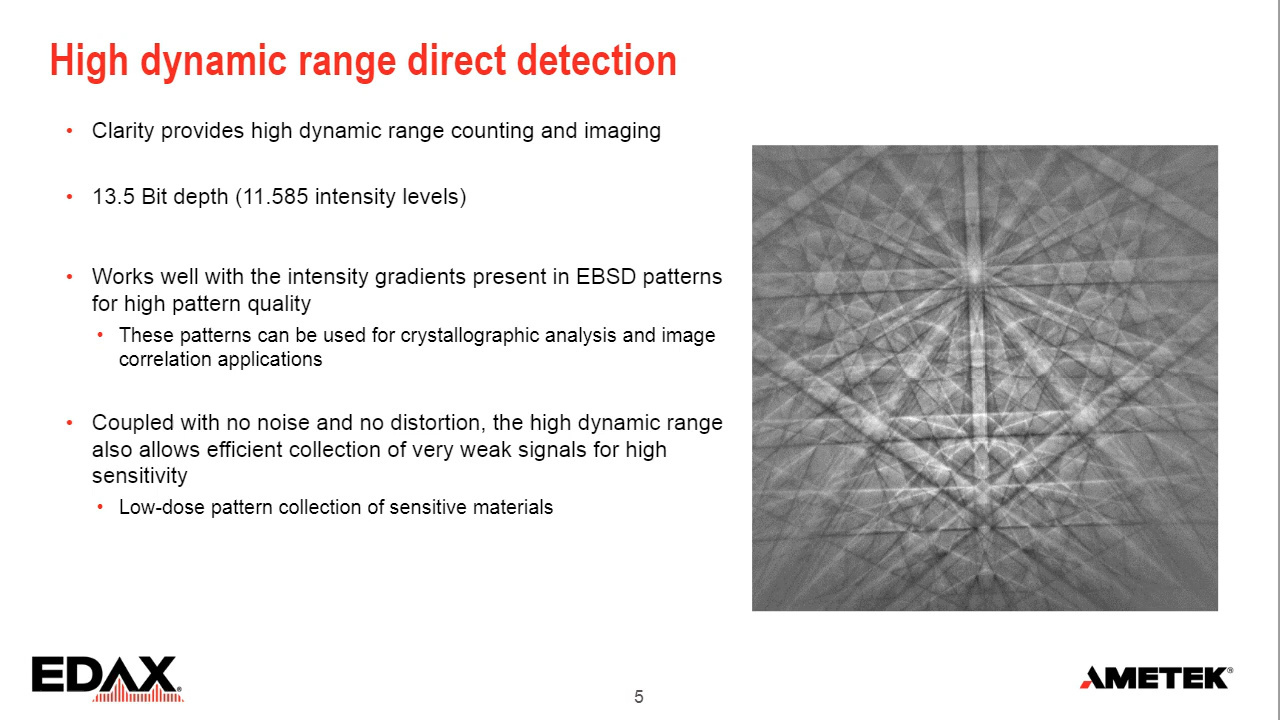 High dynamic range direct detection
• Clarity provides high dynamic range counting and imaging
• 13.5 Bit depth (11.585 intensity levels)
• Works well with the intensity gradients present in EBSD patterns
for high pattern quality
• These patterns can be used for crystallographic analysis and image
correlation applications
• Coupled with no noise and no distortion, the high dynamic range
also allows efficient collection of very weak signals for high
sensitivity
• Low-dose pattern collection of sensitive materials
EDAX®
5
AMETEK®